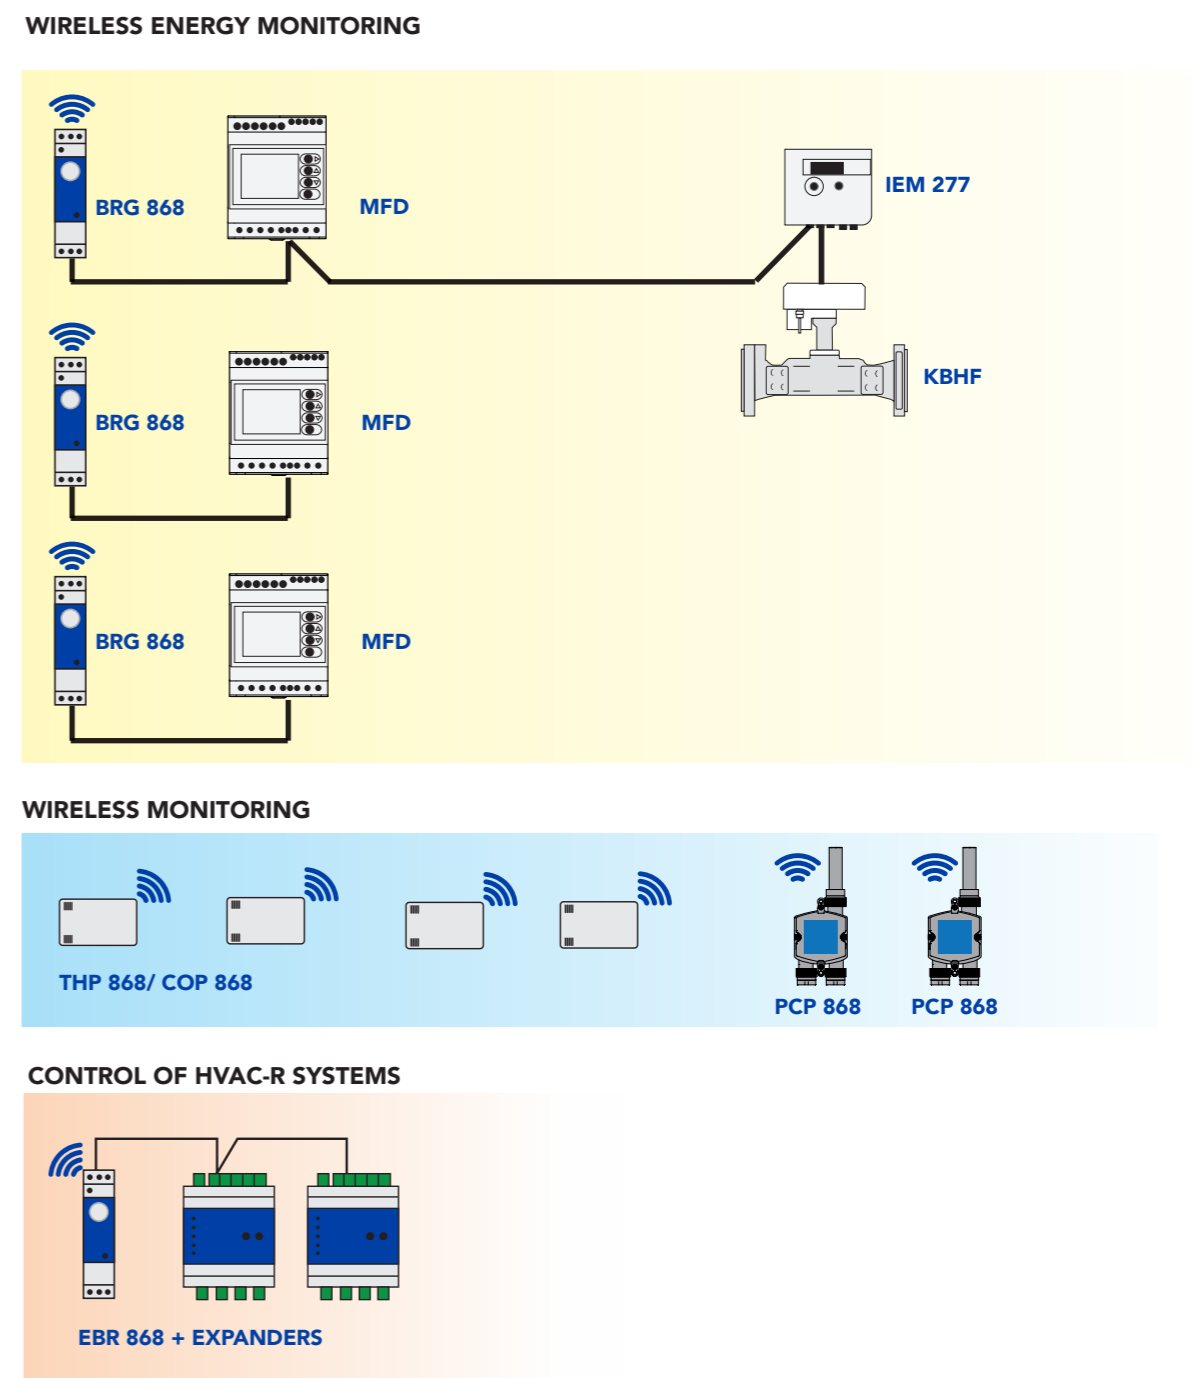 WIRELESS ENERGY MONITORING
BRG 868
MFD
IEM 277
KBHF
BRG 868
MFD
BRG 868
MFD
WIRELESS MONITORING
THP 868/ COP 868
PCP 868
PCP 868
CONTROL OF HVAC-R SYSTEMS
EBR 868 + EXPANDERS